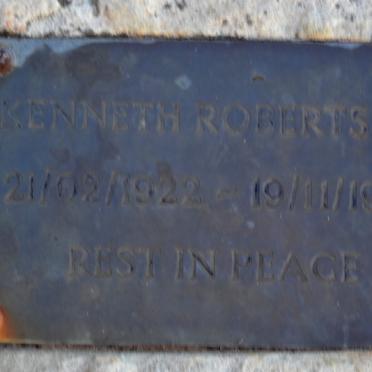 KENNETH ROBERTS
21/02/1922 - 19/11/19
REST IN PEACE